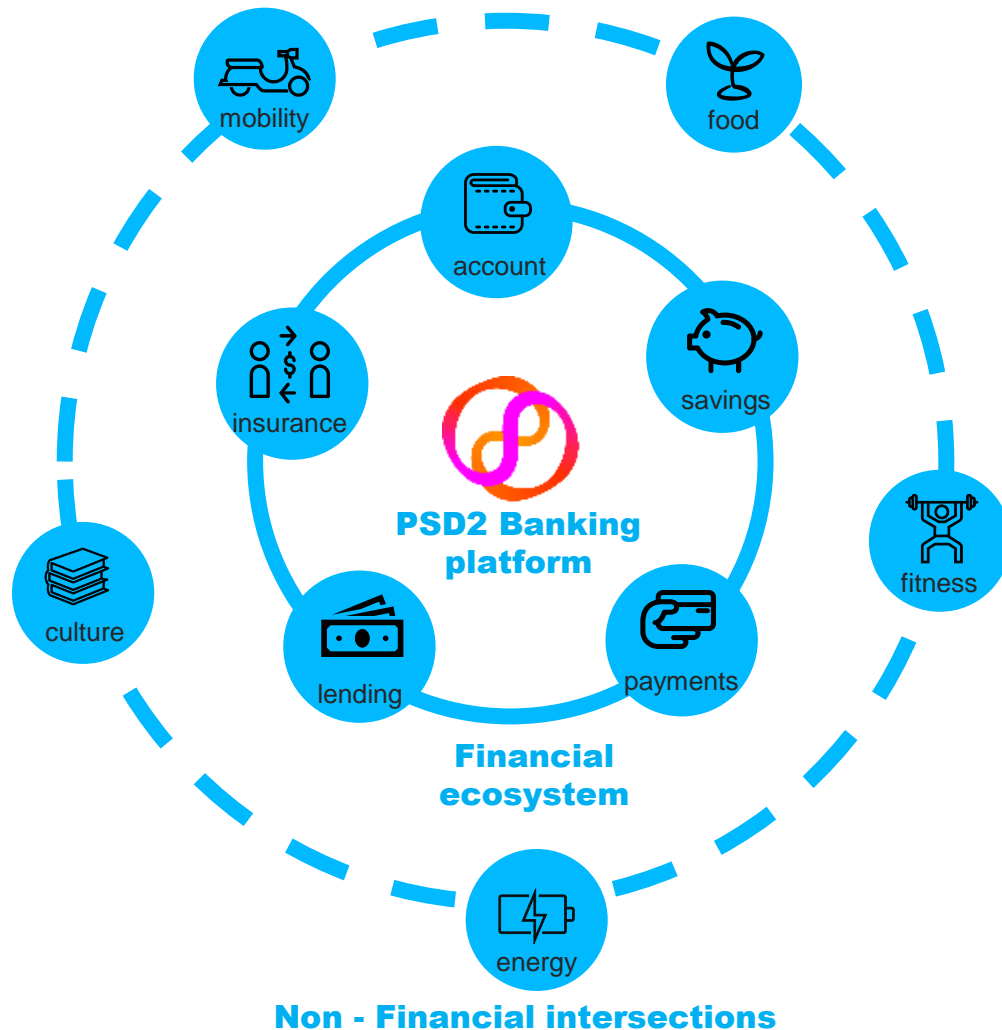 mobility
food
account
savings
insurance
$
PSD2 Banking
platform
fitness
culture
payments
lending
Financial
ecosystem
energy
Non - Financial intersections